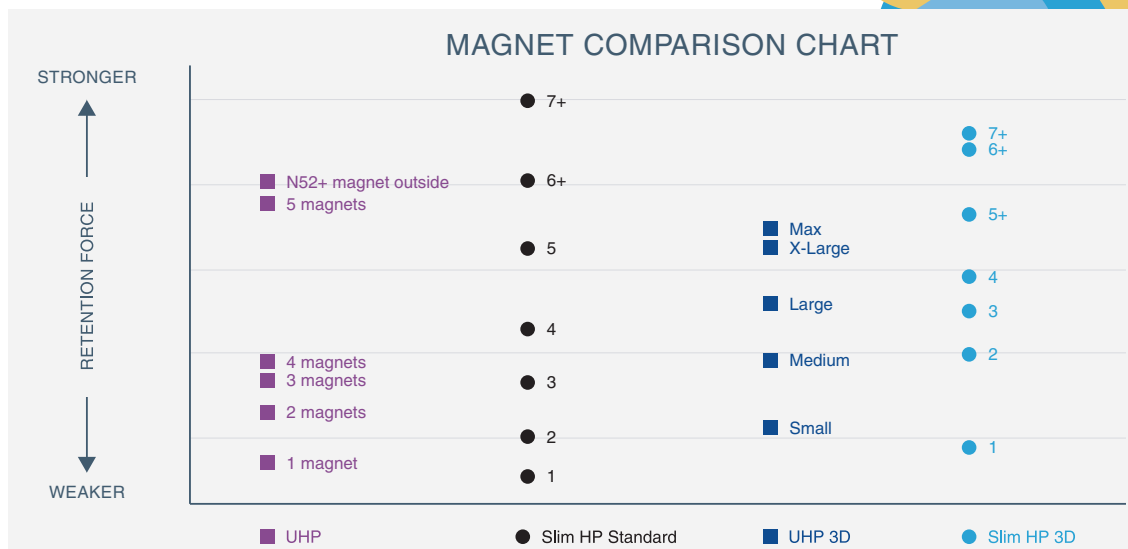 MAGNET COMPARISON CHART
STRONGER
RETENTION FORCE
WEAKER
N52+ magnet outside
5 magnets
4 magnets
3 magnets
2 magnets
1 magnet
7+
6+
5
4
3
2
1
Max
X-Large
Large
Medium
Small
7+
6+
5+
4
3
2
1
UHP
Slim HP Standard
UHP 3D
Slim HP 3D